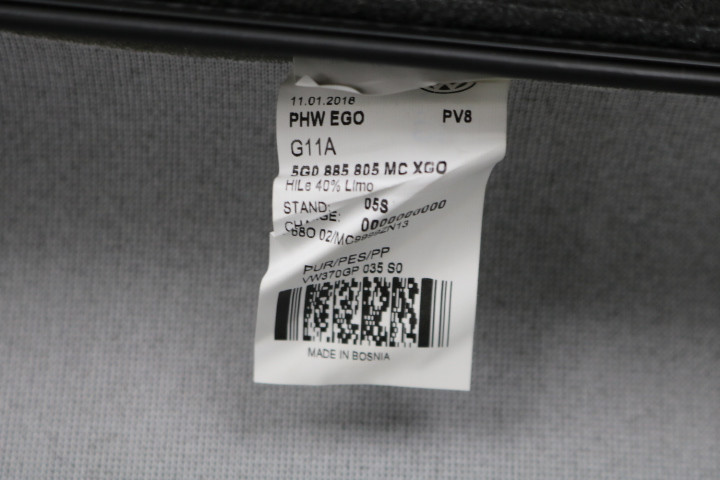 11.01.2016
PHW EGO PV8
G11A
5G0 885 805 MC XGO
HiLe 40% Limo
STAND: 05S
CHANGE: 0000000000
PUR/PES/PP
VW370GP 035 S0
MADE IN BOSNIA